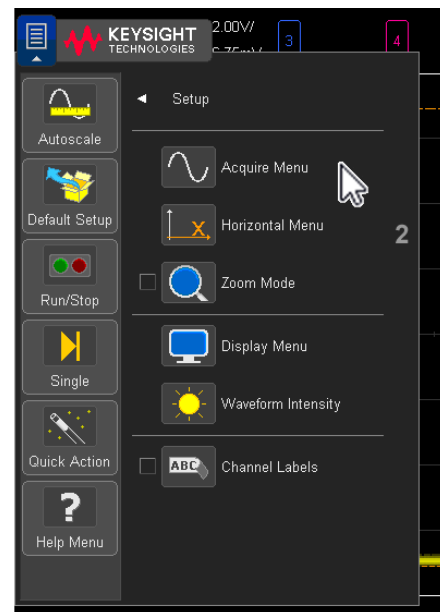 KEYSIGHT
TECHNOLOGIES
2.00V/
3
4
Setup
Autoscale
Default Setup
Run/Stop
Single
Quick Action
Help Menu
Acquire Menu
X
Horizontal Menu
2
Zoom Mode
Display Menu
Waveform Intensity
ABC
Channel Labels
?